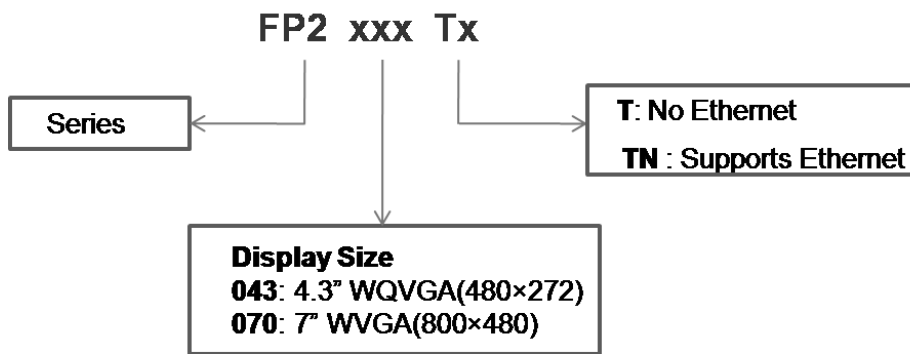 FP2 xxx Tx
Series
T: No Ethernet
TN : Supports Ethernet
Display Size
043: 4.3” WQVGA(480×272)
070: 7” WVGA(800×480)